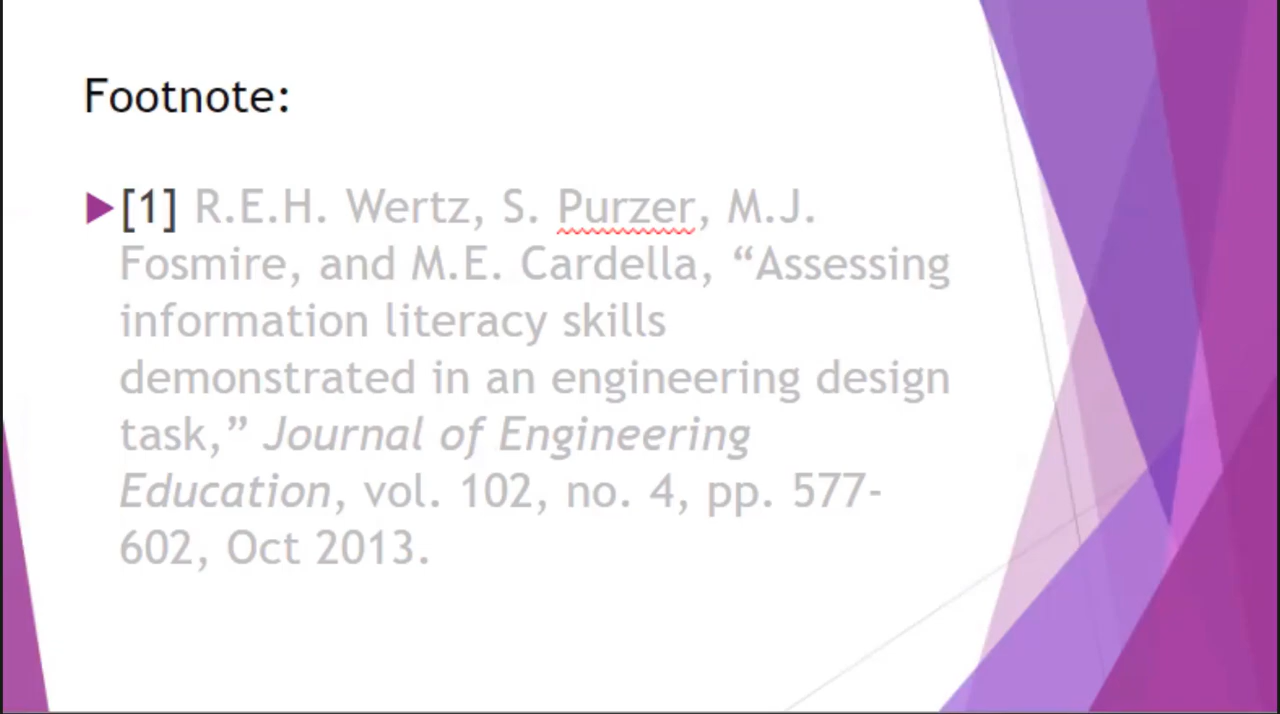 Footnote:
[1] R.E.H. Wertz, S. Purzer, M.J.
Fosmire, and M.E. Cardella, “Assessing
information literacy skills
demonstrated in an engineering design
task,” Journal of Engineering
Education, vol. 102, no. 4, pp. 577-
602, Oct 2013.